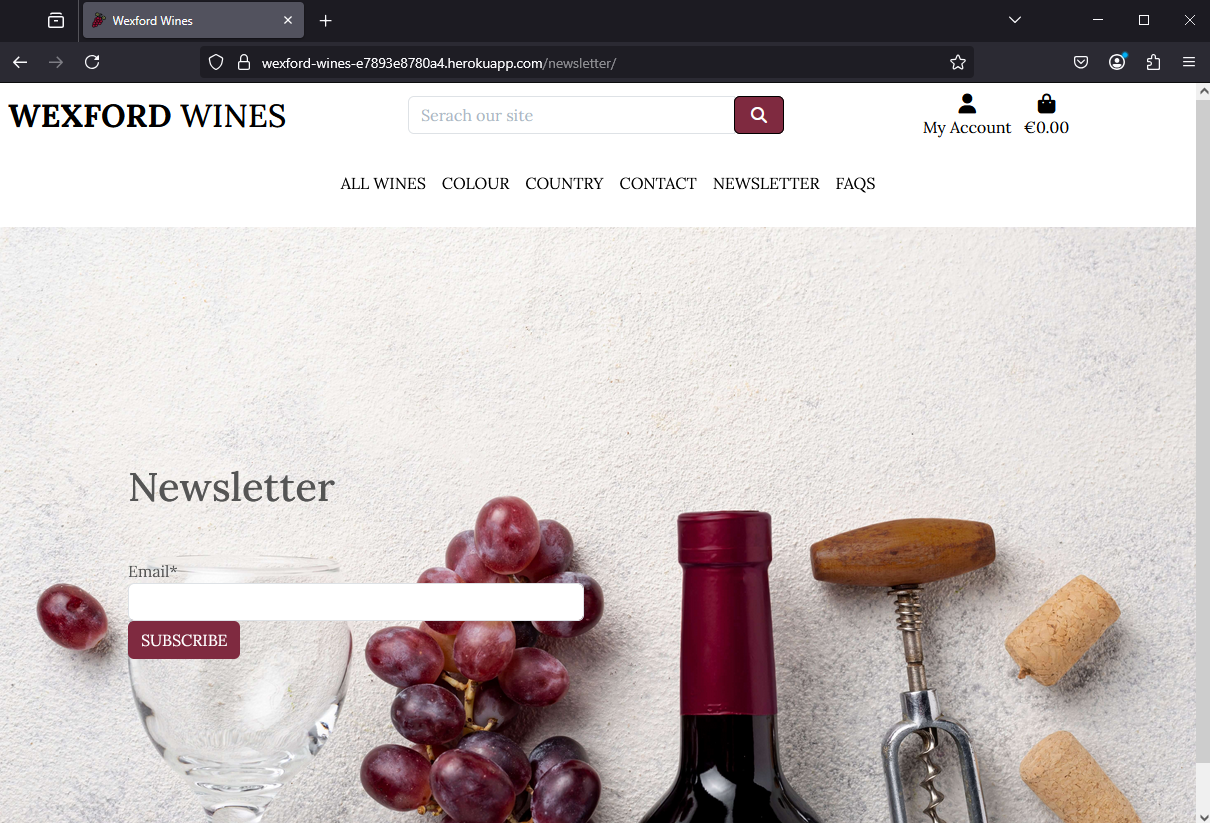 Wexford Wines
wexford-wines-e7893e8780a4.herokuapp.com/newsletter/
WEXFORD WINES
Serach our site
My Account €0.00
ALL WINES COLOUR COUNTRY CONTACT NEWSLETTER FAQS
Newsletter
Email*
SUBSCRIBE